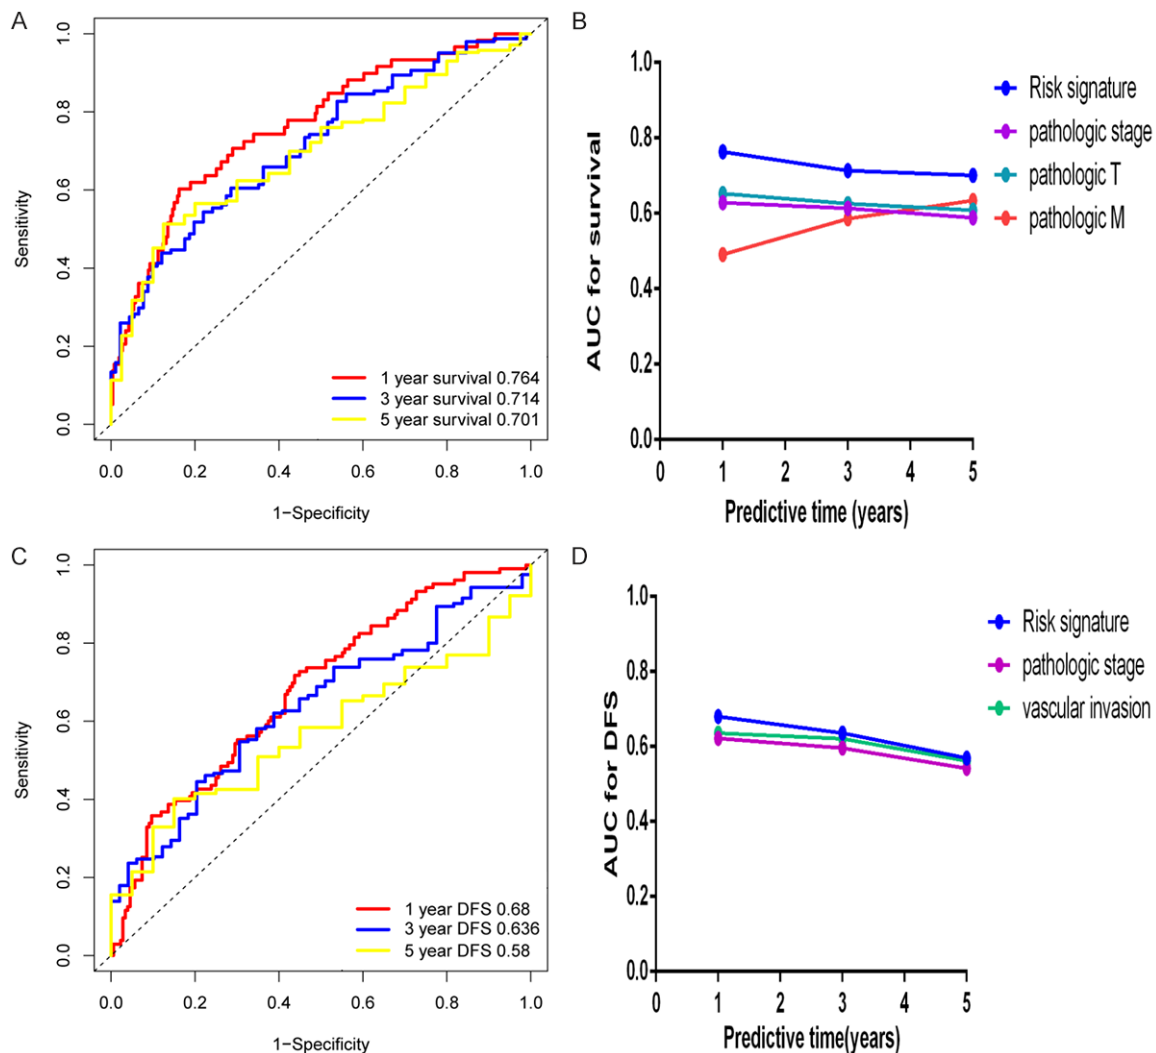 A
Sensitivity
1.0
0.8
0.6
0.4
0.2
0.0
1 year survival 0.764
3 year survival 0.714
5 year survival 0.701
0.0 0.2 0.4 0.6 0.8 1.0
1−Specificity
B
AUC for survival
1.0
0.8
0.6
0.4
0.2
0.0
0 1 2 3 4 5
Predictive time (years)
Risk signature
pathologic stage
pathologic T
pathologic M
C
Sensitivity
1.0
0.8
0.6
0.4
0.2
0.0
1 year DFS 0.68
3 year DFS 0.636
5 year DFS 0.58
0.0 0.2 0.4 0.6 0.8 1.0
1−Specificity
D
AUC for DFS
1.0
0.8
0.6
0.4
0.2
0.0
0 1 2 3 4 5
Predictive time(years)
Risk signature
pathologic stage
vascular invasion